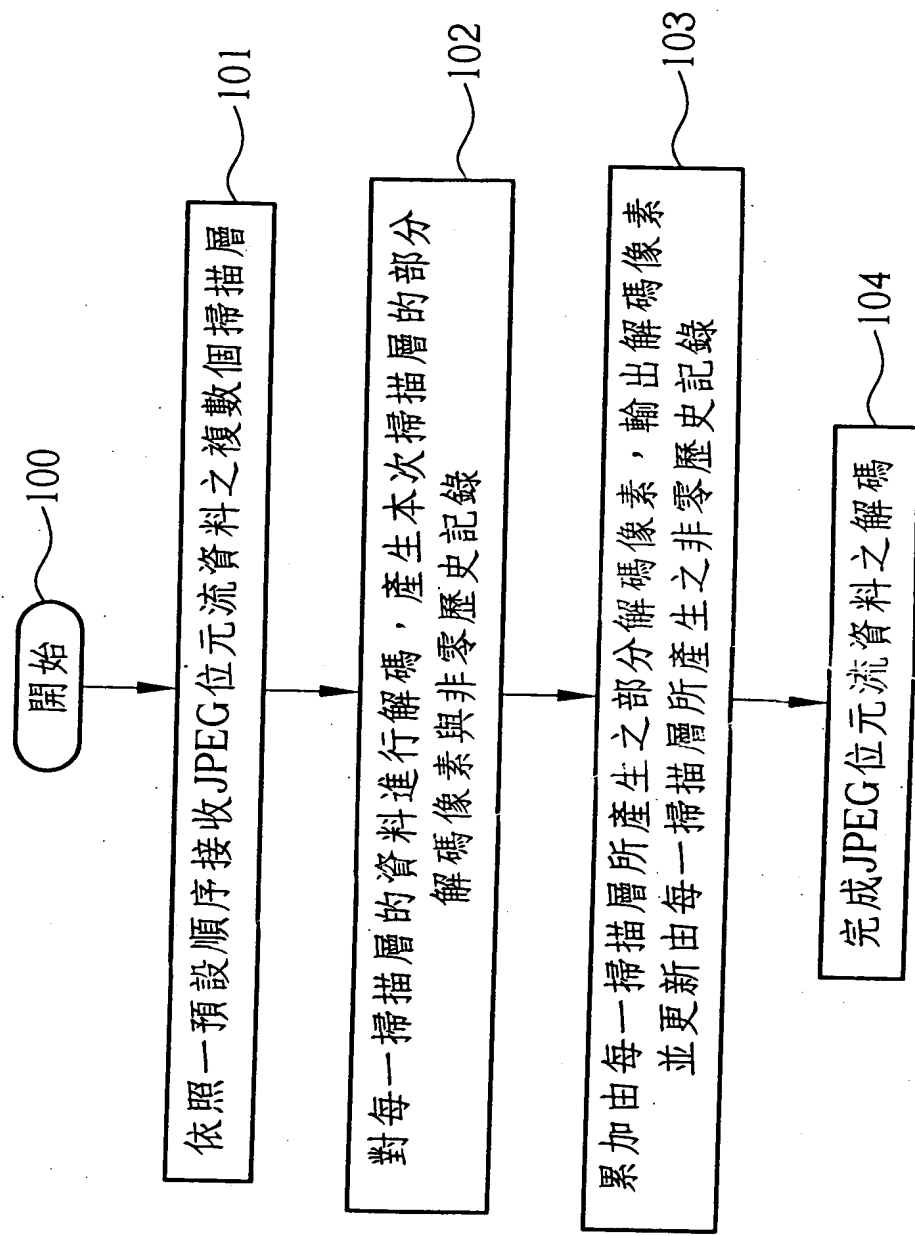 開始
100
依照一預設順序接收JPEG位元流資料之複數個掃描層
101
對每一掃描層的資料進行解碼，產生本次掃描層的部分
解碼像素與非零歷史記錄
102
累加由每一掃描層所產生之部分解碼像素，輸出解碼像素
並更新由每一掃描層所產生之非零歷史記錄
103
完成JPEG位元流資料之解碼
104